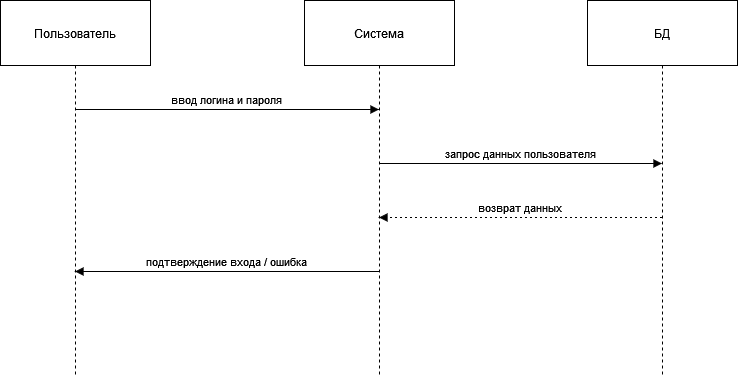 Пользователь
Система
БД
ввод логина и пароля
запрос данных пользователя
возврат данных
подтверждение входа / ошибка